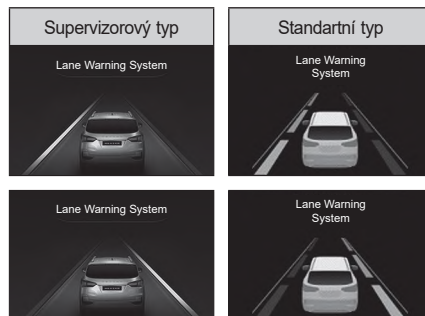 Supervizorový typ
Standartní typ
Lane Warning System
Lane Warning
System
Lane Warning System
Lane Warning
System